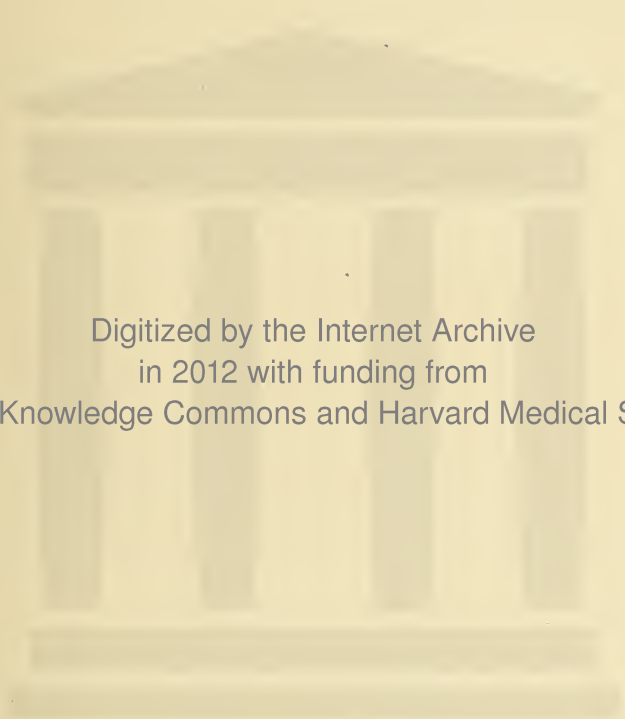 Digitized by the Internet Archive
in 2012 with funding from
Knowledge Commons and Harvard Medical S